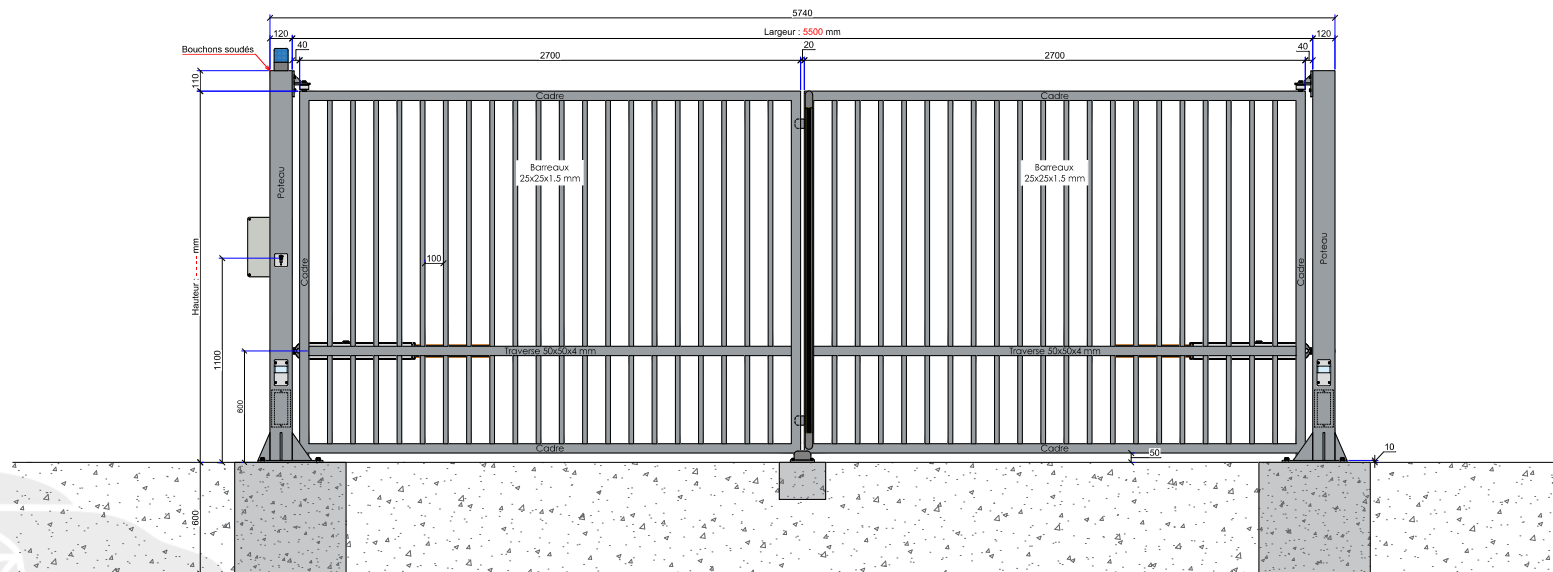 5740
Largeur : 5500 mm
120
120
Bouchons soudés
40
20
40
2700
2700
110
Cadre
Cadre
Barreaux
25x25x1.5 mm
Barreaux
25x25x1.5 mm
Poteau
Poteau
Hauteur : - - - - mm
Cadre
Cadre
100
1100
600
Traverse 50x50x4 mm
Traverse 50x50x4 mm
Cadre
Cadre
50
10
600